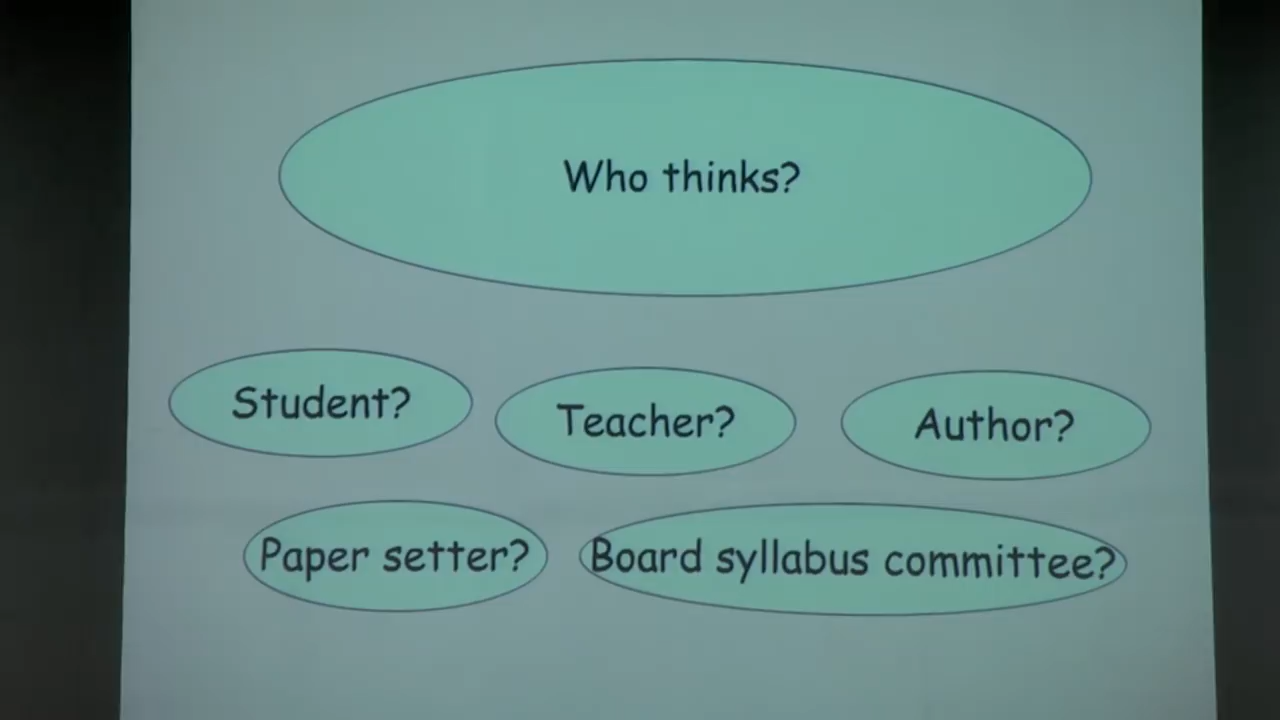 Who thinks?
Student?
Teacher?
Author?
Paper setter?
Board syllabus committee?